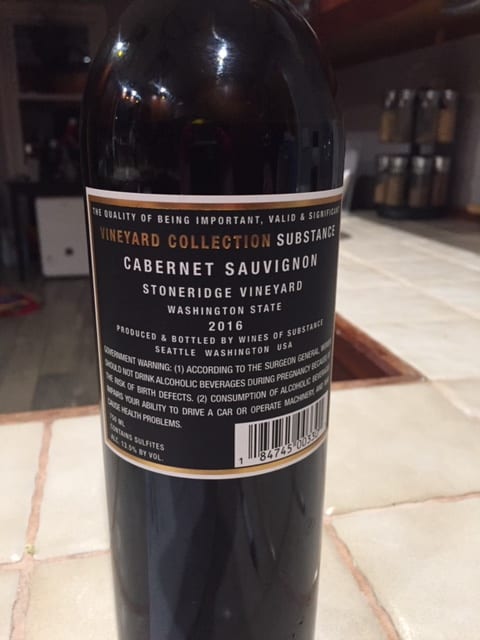 THE QUALITY OF BEING IMPORTANT, VALID & SIGNIFICANT
VINEYARD COLLECTION SUBSTANCE
CABERNET SAUVIGNON
STONERIDGE VINEYARD
WASHINGTON STATE
2016
PRODUCED & BOTTLED BY WINES OF SUBSTANCE
SEATTLE WASHINGTON USA
GOVERNMENT WARNING: (1) ACCORDING TO THE SURGEON GENERAL,
SHOULD NOT DRINK ALCOHOLIC BEVERAGES DURING PREGNANCY BECAUSE
THE RISK OF BIRTH DEFECTS. (2) CONSUMPTION OF ALCOHOLIC
IMPAIRS YOUR ABILITY TO DRIVE A CAR OR OPERATE MACHINERY, AND
CAUSE HEALTH PROBLEMS.
750 ML
CONTAINS SULFITES
ALC. 13.5% BY VOL.
1 84745